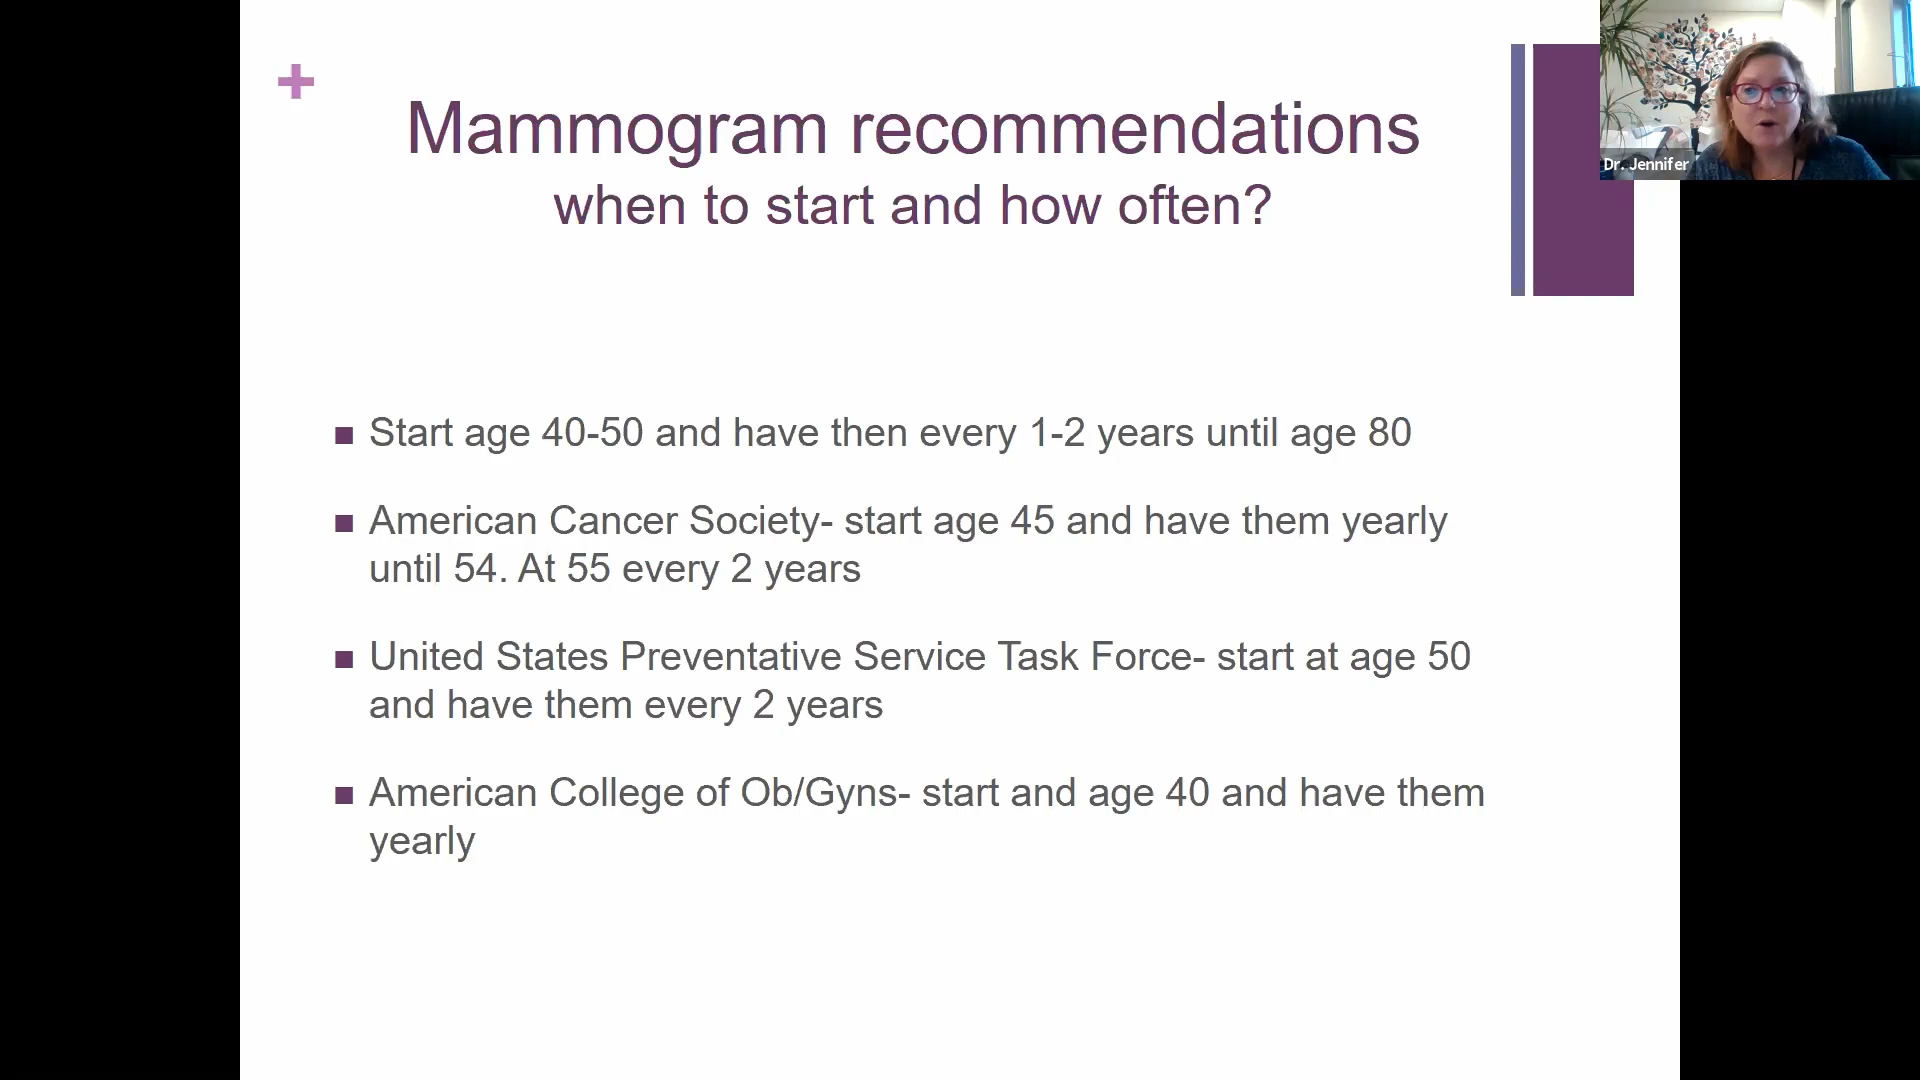 Mammogram recommendations
when to start and how often?
Dr. Jennifer
Start age 40-50 and have then every 1-2 years until age 80
American Cancer Society- start age 45 and have them yearly
until 54. At 55 every 2 years
United States Preventative Service Task Force- start at age 50
and have them every 2 years
American College of Ob/Gyns- start and age 40 and have them
yearly